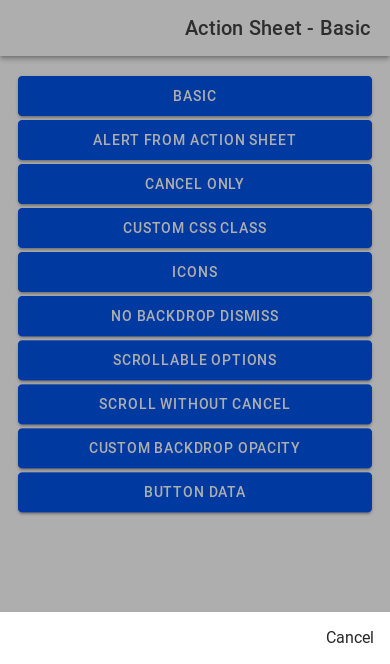 Action Sheet - Basic
BASIC
ALERT FROM ACTION SHEET
CANCEL ONLY
CUSTOM CSS CLASS
ICONS
NO BACKDROP DISMISS
SCROLLABLE OPTIONS
SCROLL WITHOUT CANCEL
CUSTOM BACKDROP OPACITY
BUTTON DATA
Cancel